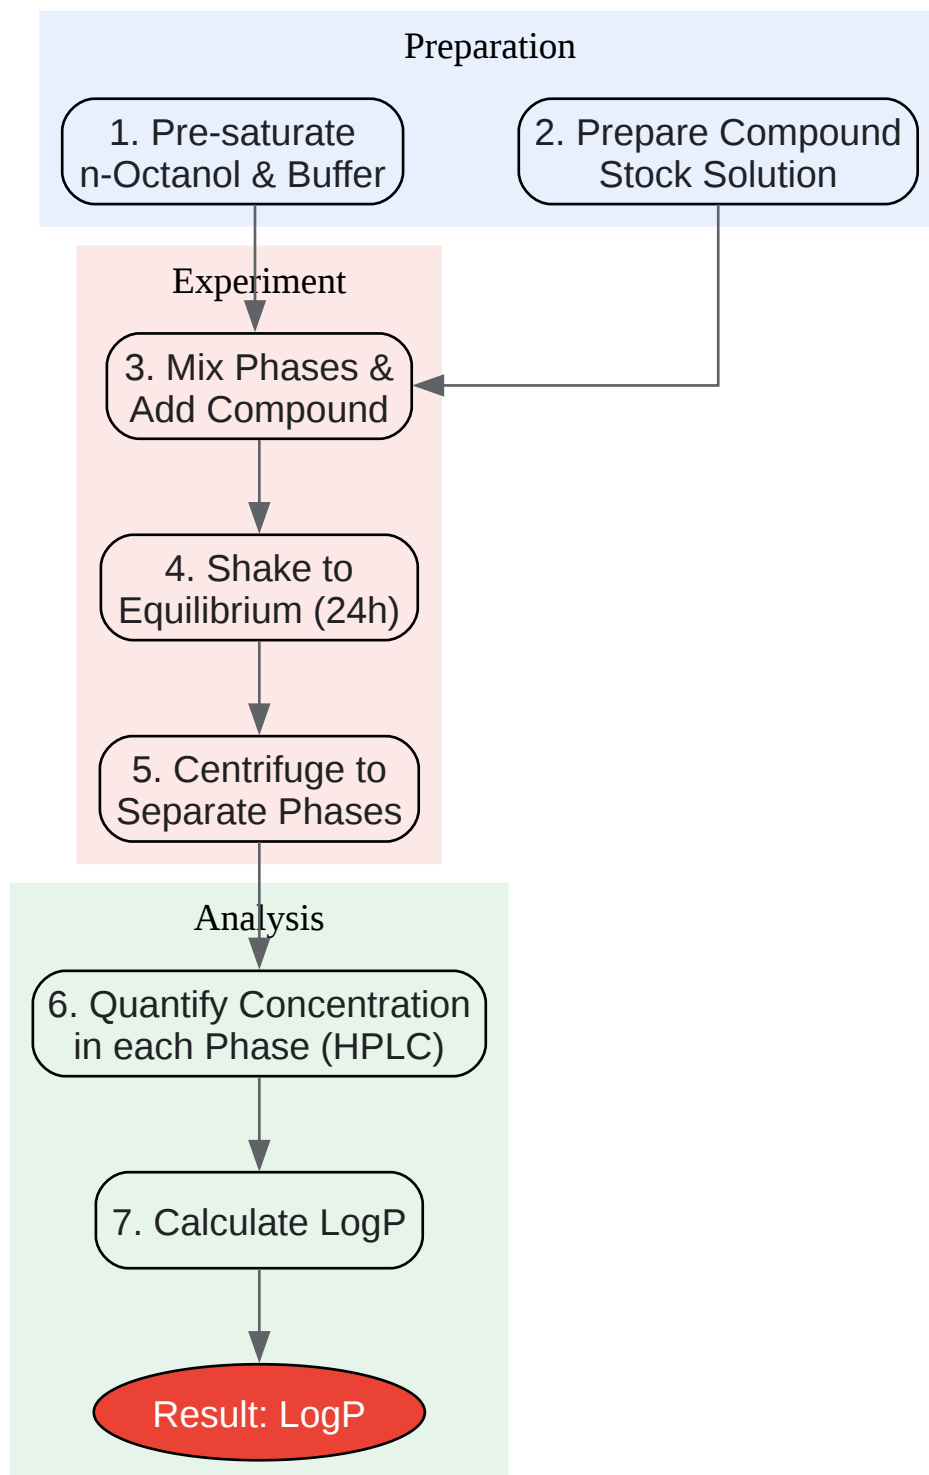 Preparation
1. Pre-saturate
n-Octanol & Buffer
2. Prepare Compound
Stock Solution
Experiment
3. Mix Phases &
Add Compound
4. Shake to
Equilibrium (24h)
5. Centrifuge to
Separate Phases
Analysis
6. Quantify Concentration
in each Phase (HPLC)
7. Calculate LogP
Result: LogP